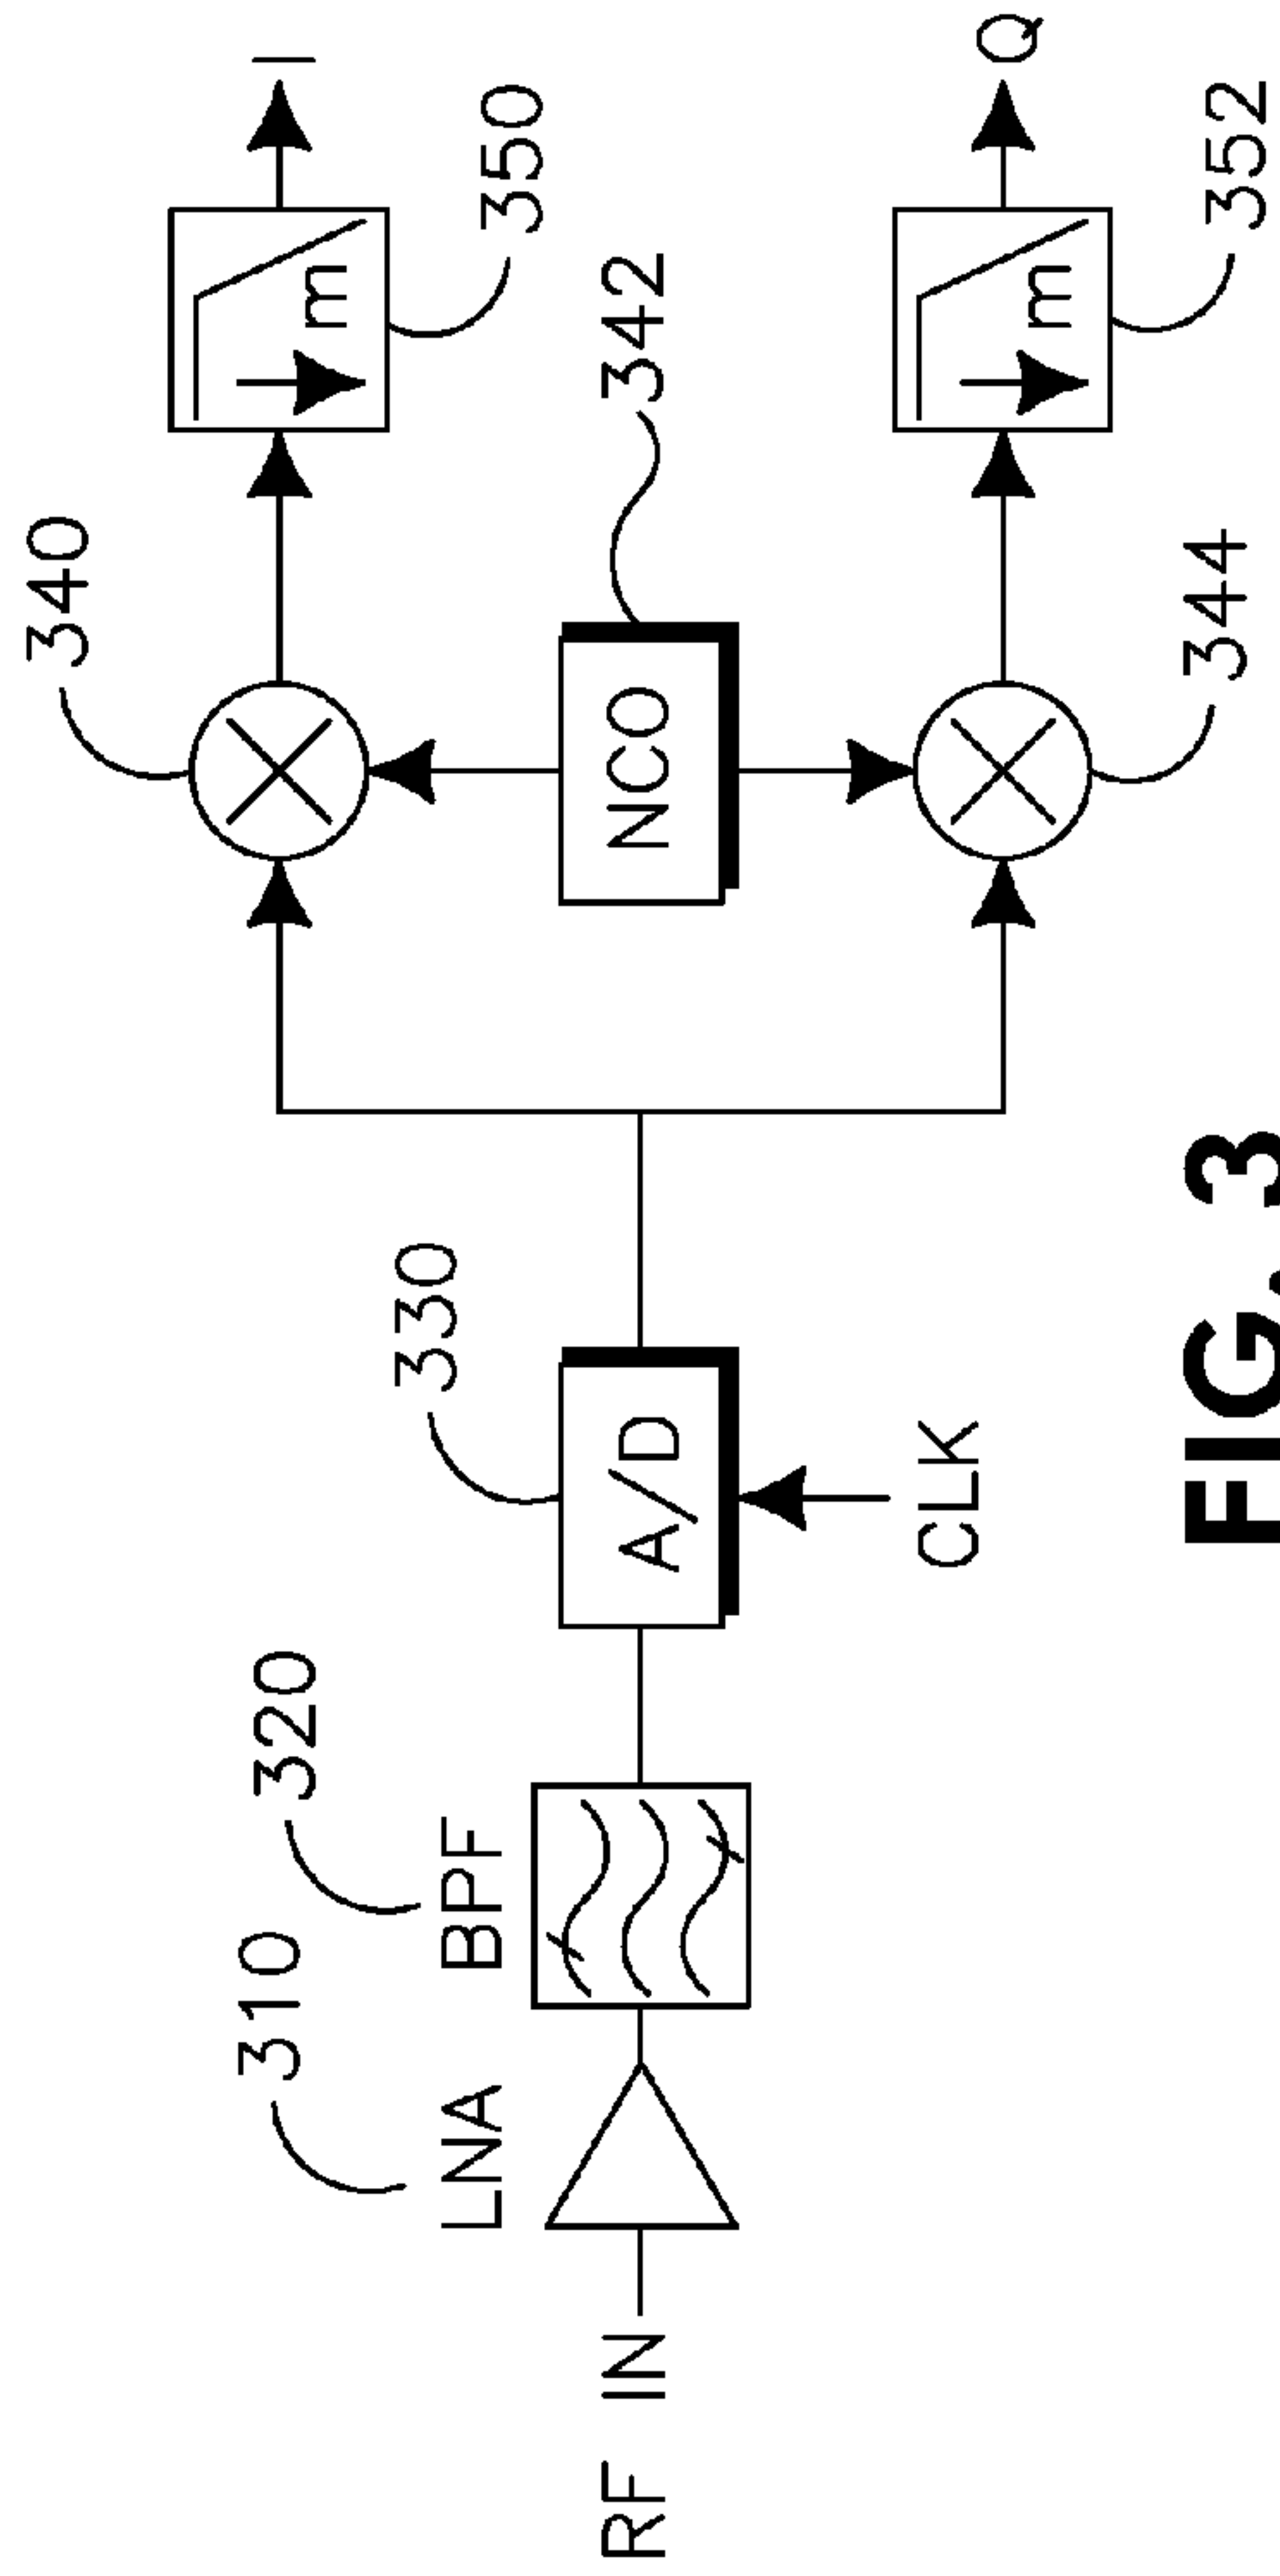 RF IN
LNA
310
BPF
320
A/D
330
CLK
340
NCO
342
344
m
350
I
m
352
Q
FIG. 3